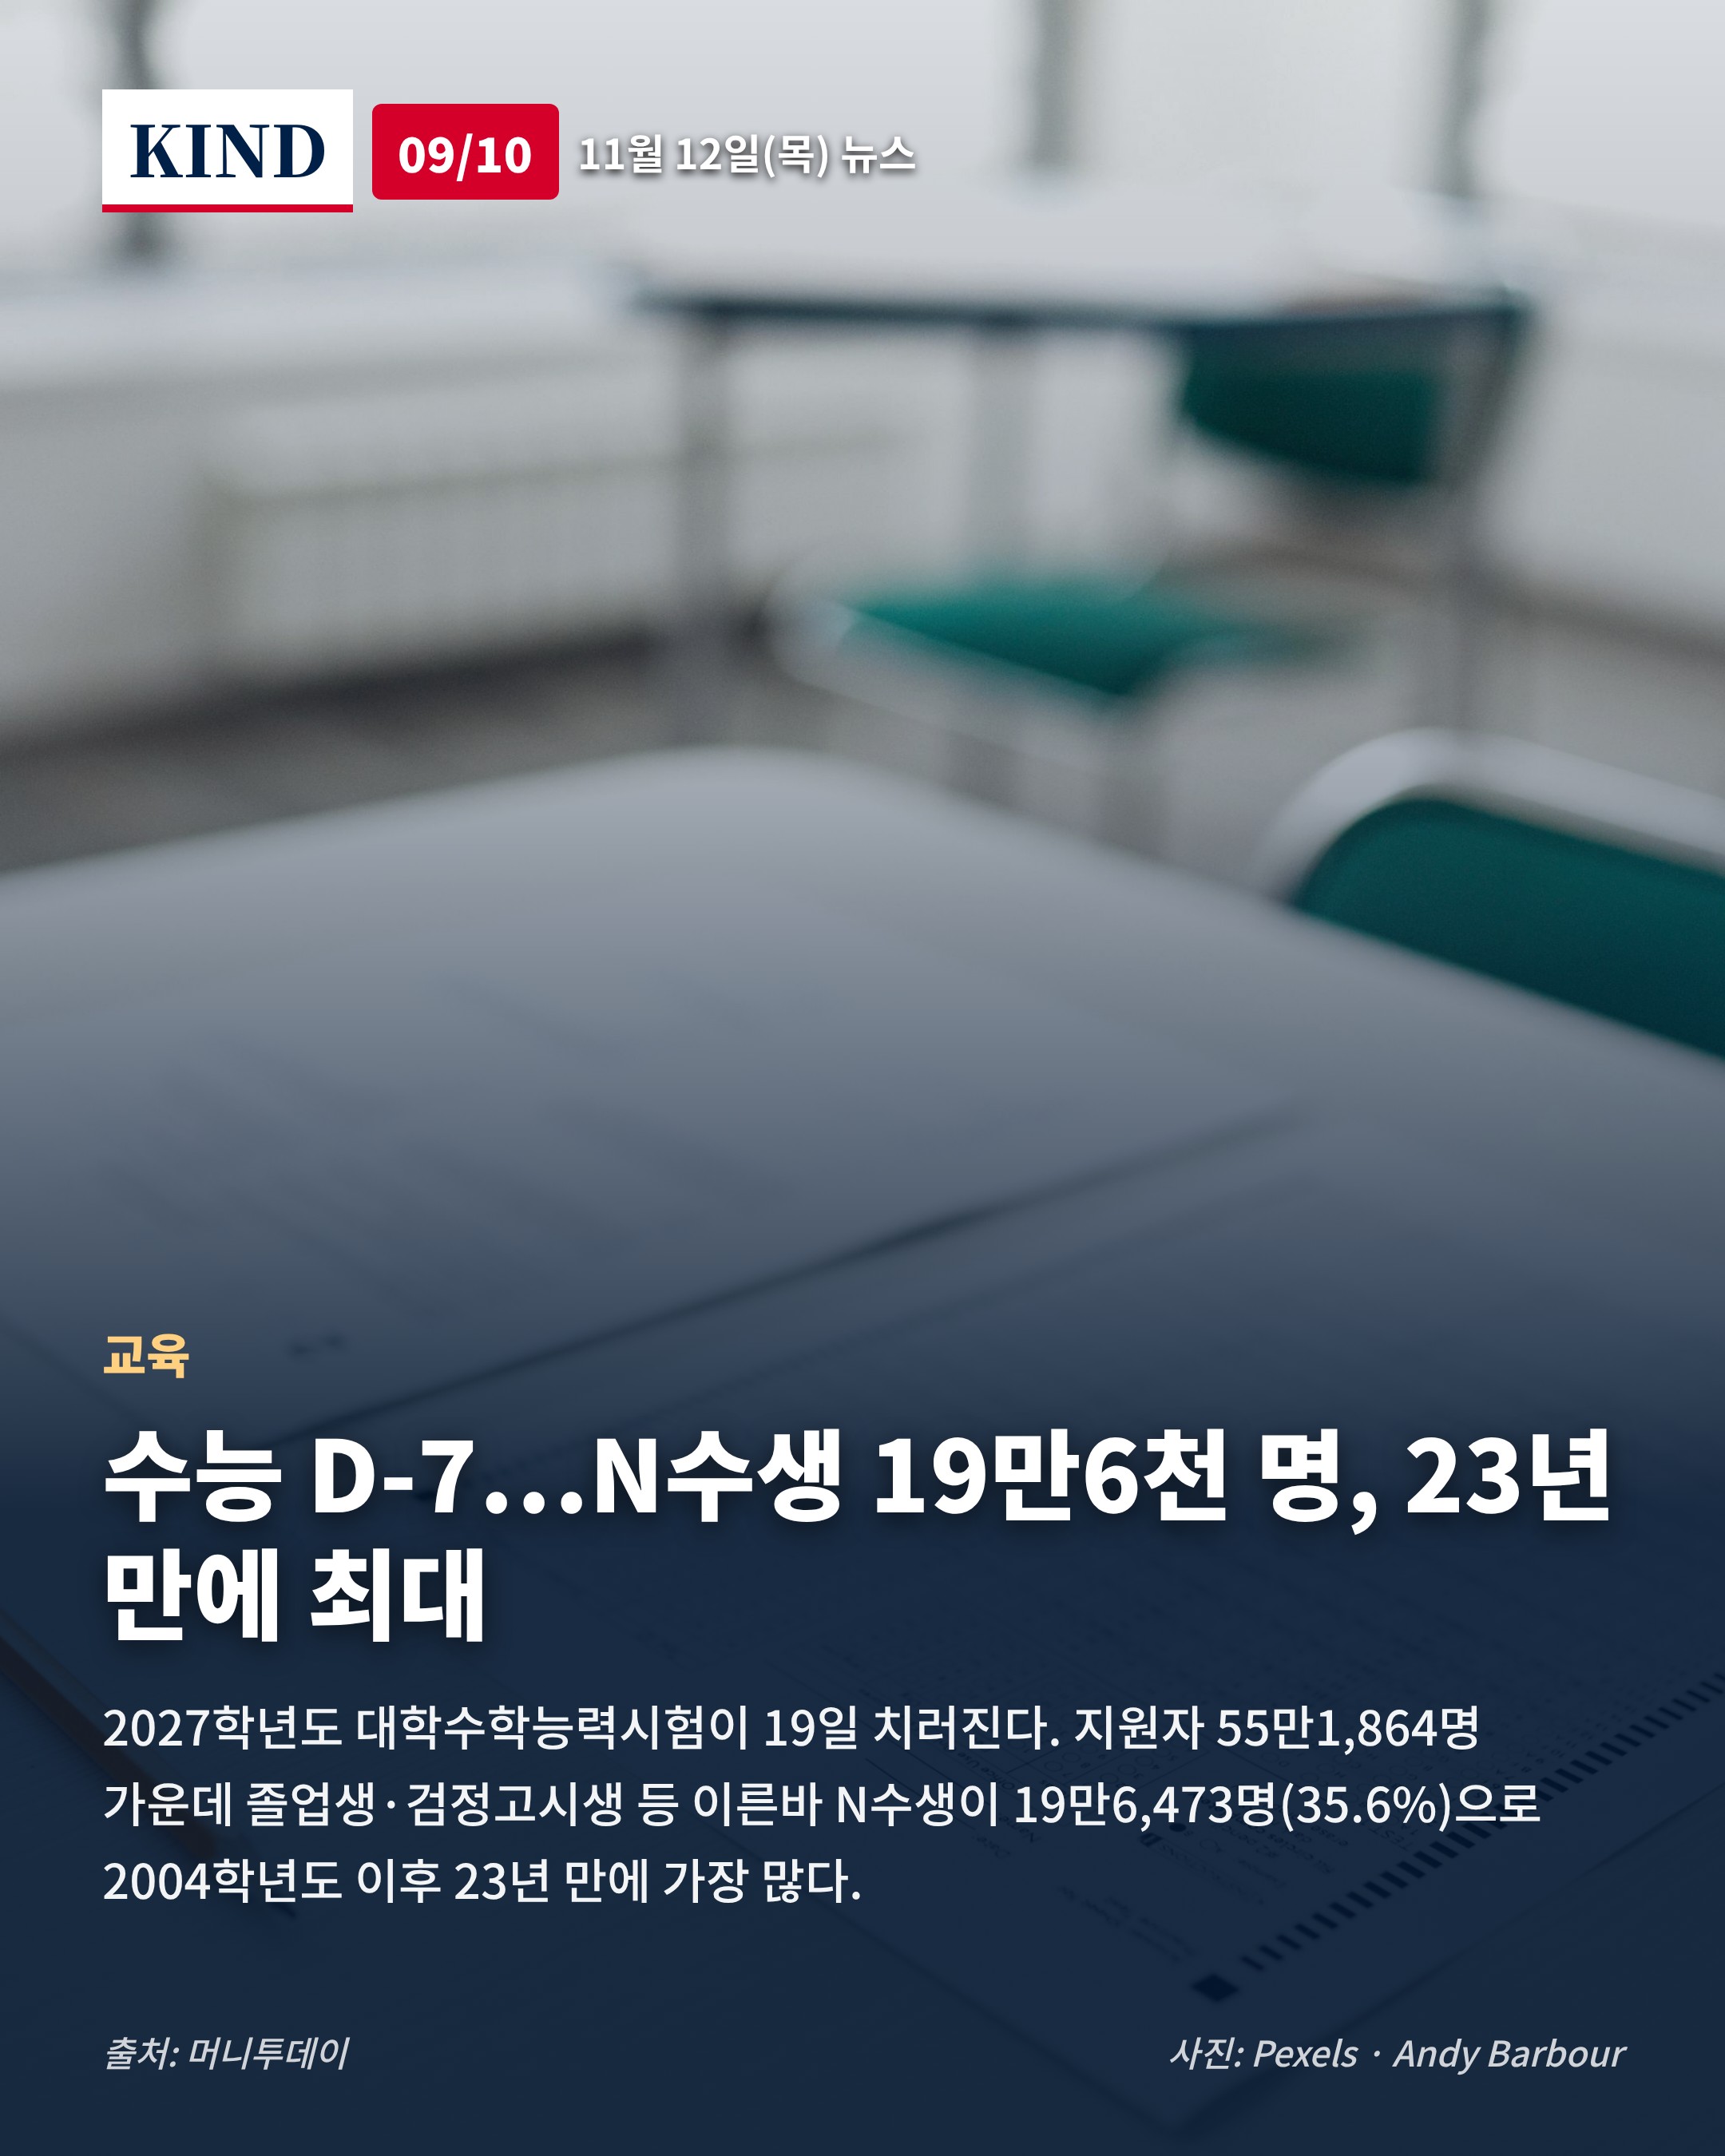 KIND
09/10
11월 12일(목) 뉴스
교육
수능 D-7...N수생 19만6천 명, 23년
만에 최대
2027학년도 대학수학능력시험이 19일 치러진다. 지원자 55만1,864명
가운데 졸업생·검정고시생 등 이른바 N수생이 19만6,473명(35.6%)으로
2004학년도 이후 23년 만에 가장 많다.
출처: 머니투데이
사진: Pexels · Andy Barbour